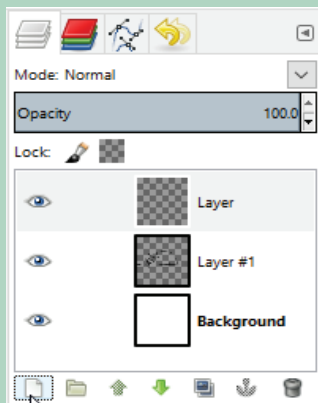 Mode: Normal
Opacity 100.0
Lock:
Layer
Layer #1
Background